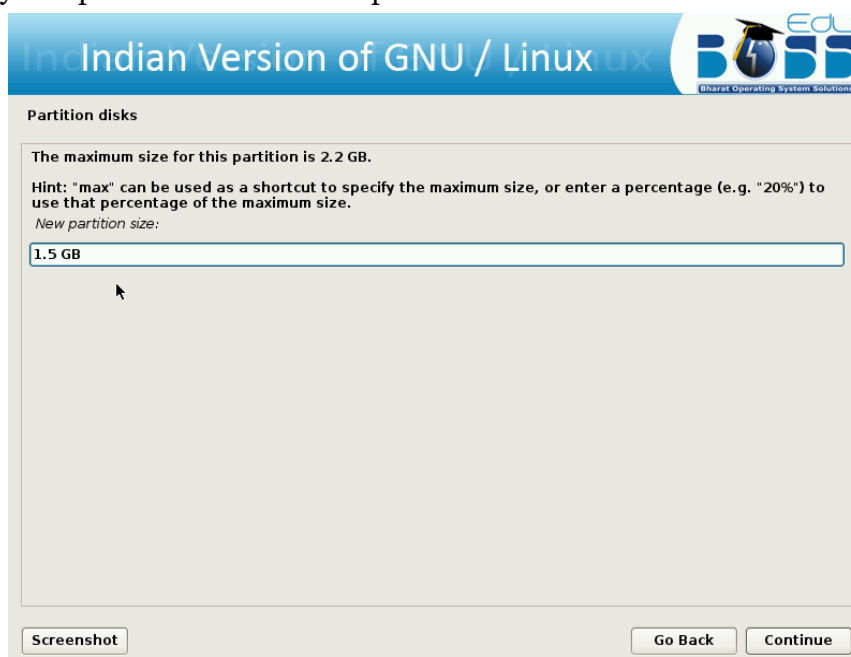 Indian Version of GNU / Linux
Edu
BOSS
Bharat Operating System Solutions
Partition disks
The maximum size for this partition is 2.2 GB.
Hint: "max" can be used as a shortcut to specify the maximum size, or enter a percentage (e.g. "20%") to
use that percentage of the maximum size.
New partition size:
1.5 GB
Screenshot
Go Back
Continue